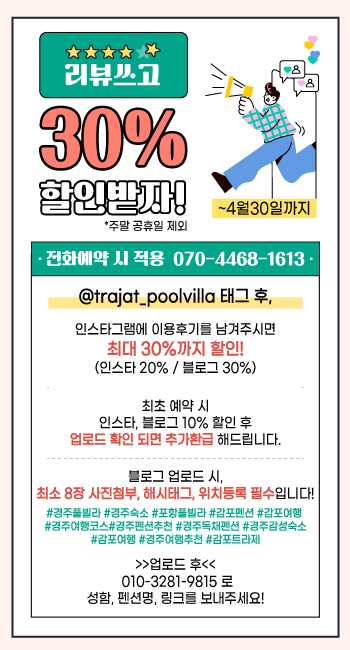 리뷰쓰고
30%
할인받자!
*주말 공휴일 제외
~4월30일까지
· 전화예약 시 적용 070-4468-1613 ·
@trajat_poolvilla 태그 후,
인스타그램에 이용후기를 남겨주시면
최대 30%까지 할인!
(인스타 20% / 블로그 30%)
최초 예약 시
인스타, 블로그 10% 할인 후
업로드 확인 되면 추가환급 해드립니다.
블로그 업로드 시,
최소 8장 사진첨부, 해시태그, 위치등록 필수입니다!
#경주풀빌라 #경주숙소 #포항풀빌라 #감포펜션 #감포여행
#경주여행코스#경주펜션추천 #경주독채펜션 #경주감성숙소
#감포여행 #경주여행추천 #감포트라제
>>업로드 후<<
010-3281-9815 로
성함, 펜션명, 링크를 보내주세요!